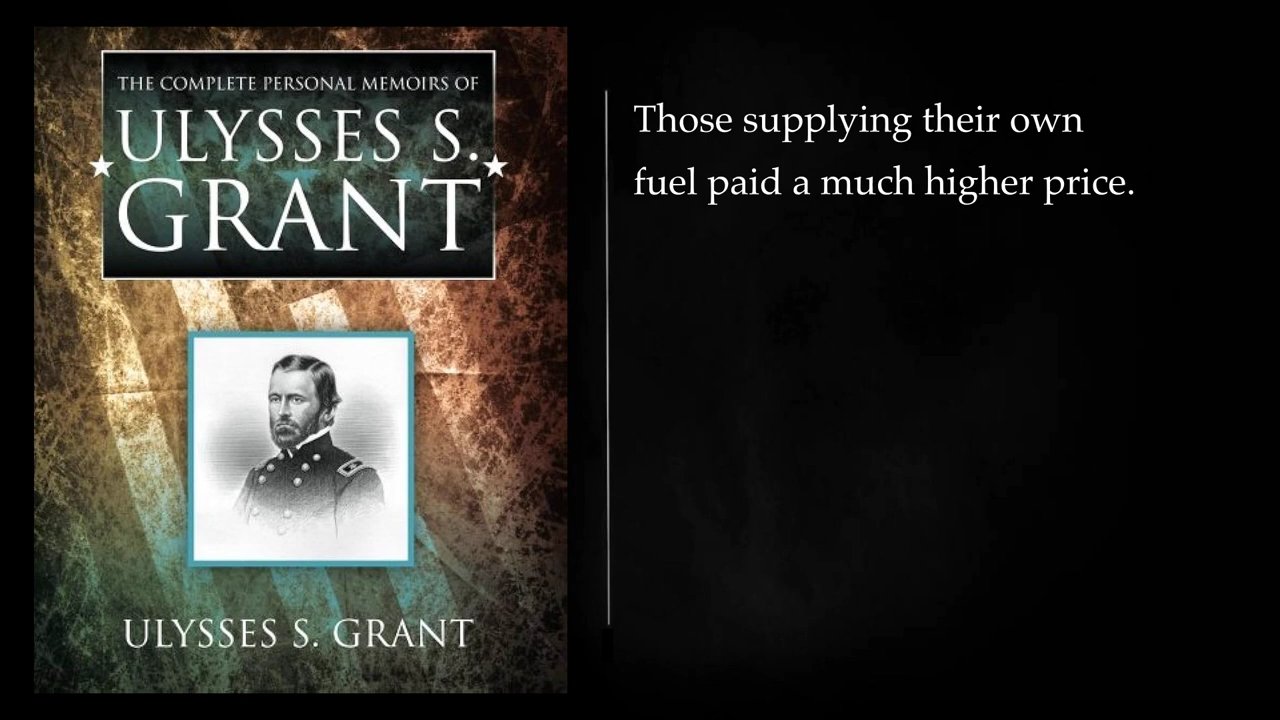 THE COMPLETE PERSONAL MEMOIRS OF
ULYSSES S.
GRANT
ULYSSES S. GRANT
Those supplying their own
fuel paid a much higher price.